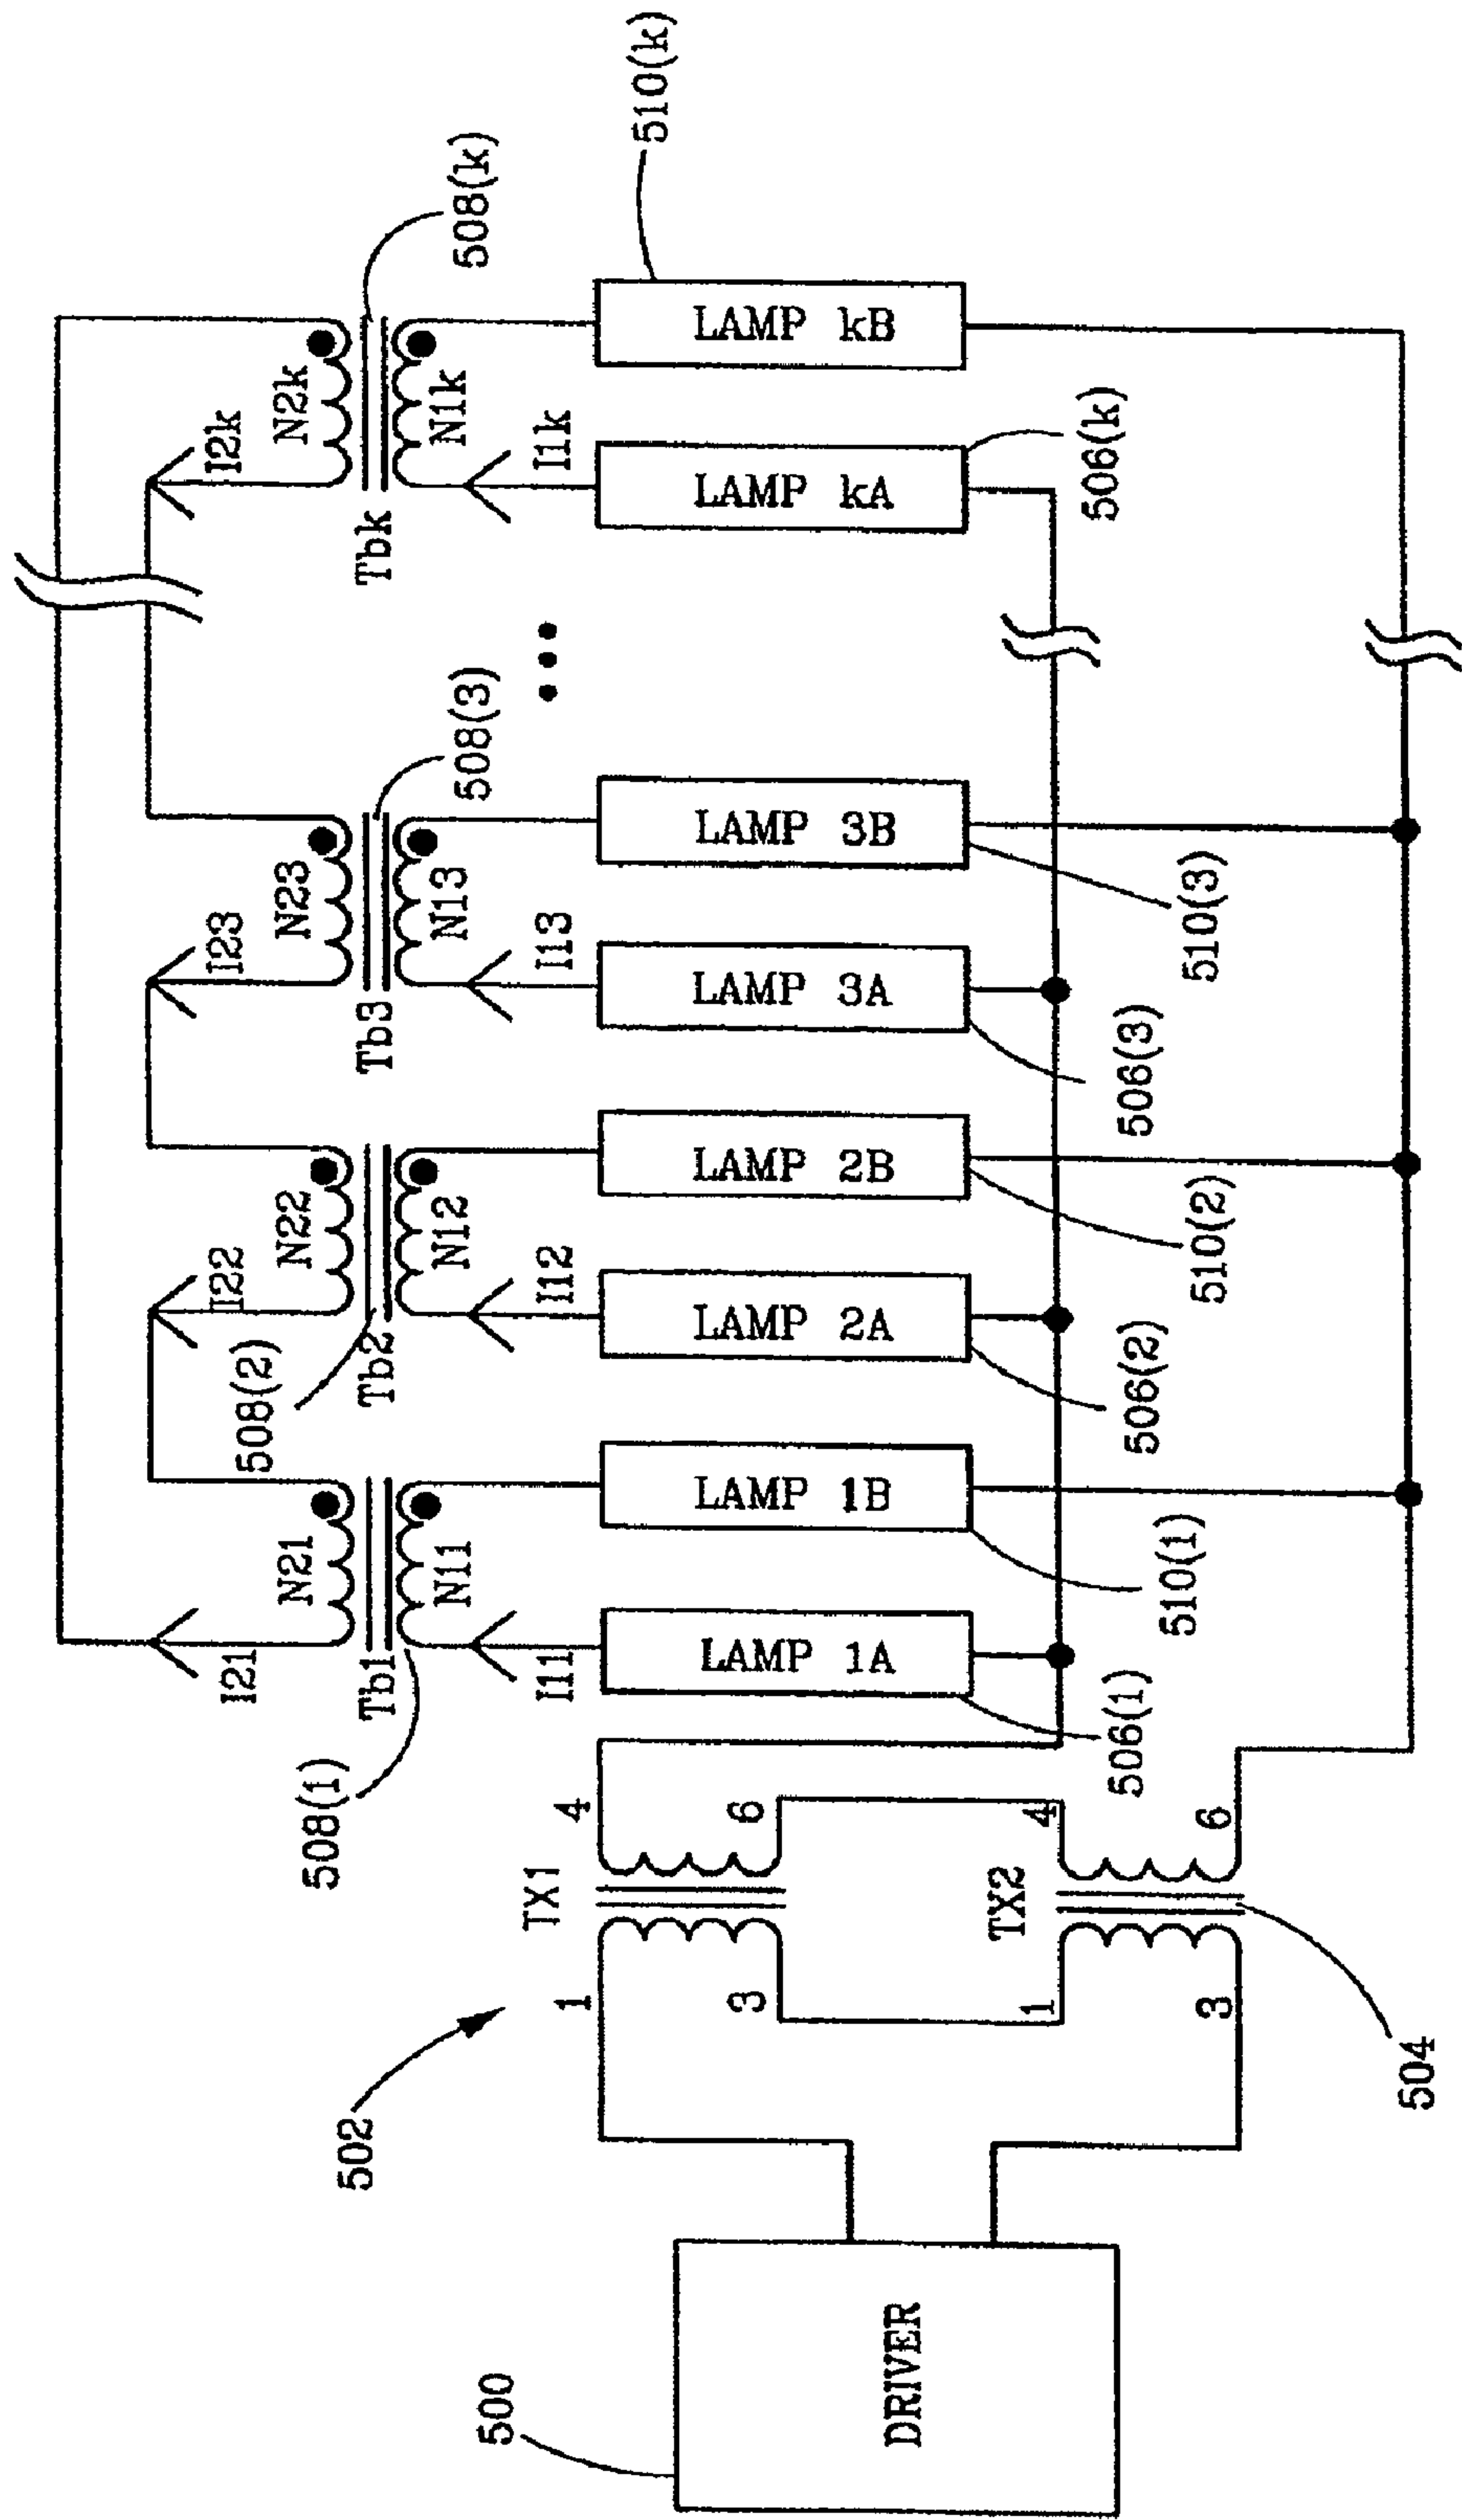 500
DRIVER
502
TX1
1
4
3
6
TX2
1
4
3
6
504
I21
N21
Tb1
N11
508(1)
I11
LAMP 1A
506(1)
LAMP 1B
510(1)
I22
N22
508(2)
Tb2
N12
I12
LAMP 2A
506(2)
LAMP 2B
510(2)
I23
N23
Tb3
N13
508(3)
I13
LAMP 3A
506(3)
LAMP 3B
510(3)
I2k
N2k
Tbk
N1k
508(k)
I1k
LAMP kA
506(k)
LAMP kB
510(k)